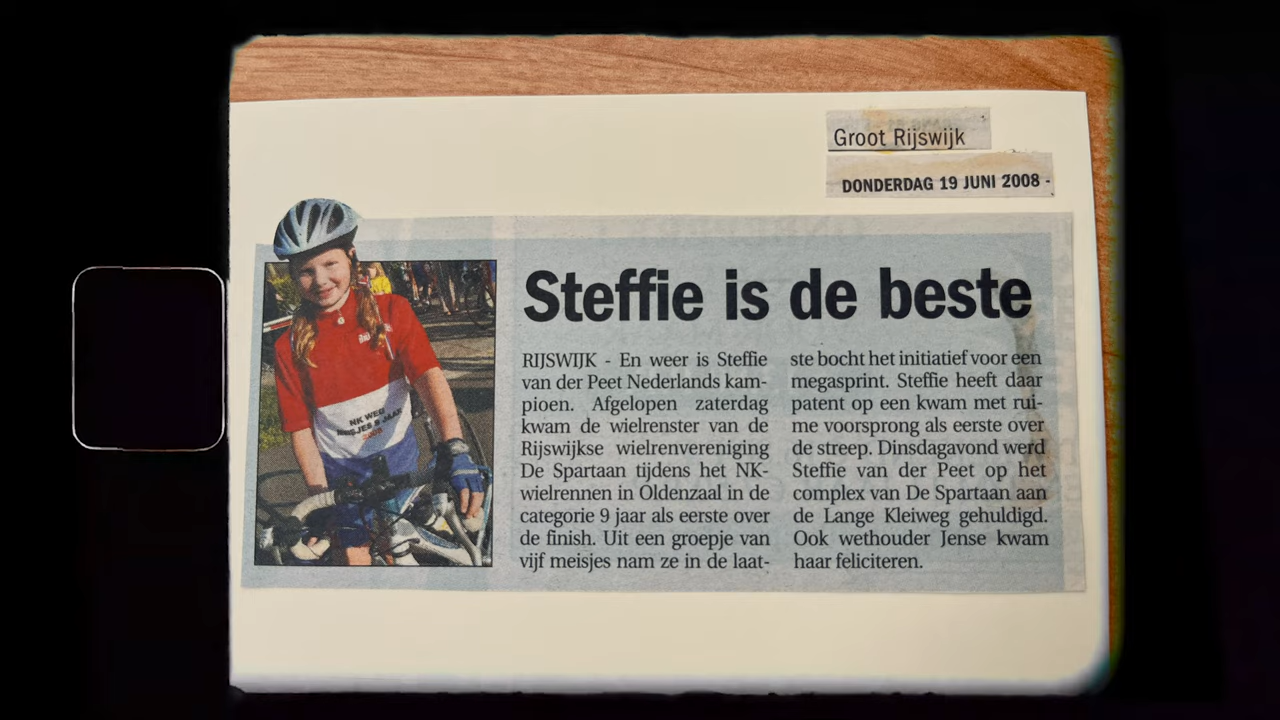 Groot Rijswijk
DONDERDAG 19 JUNI 2008 -
Steffie is de beste
RIJSWIJK - En weer is Steffie
van der Peet Nederlands kam-
pioen. Afgelopen zaterdag
kwam de wielrenster van de
Rijswijkse wielrenvereniging
De Spartaan tijdens het NK-
wielrennen in Oldenzaal in de
categorie 9 jaar als eerste over
de finish. Uit een groepje van
vijf meisjes nam ze in de laat-
ste bocht het initiatief voor een
megasprint. Steffie heeft daar
patent op en kwam met rui-
me voorsprong als eerste over
de streep. Dinsdagavond werd
Steffie van der Peet op het
complex van De Spartaan aan
de Lange Kleiweg gehuldigd.
Ook wethouder Jense kwam
haar feliciteren.
NK WEG
MEISJES 8 JAAR